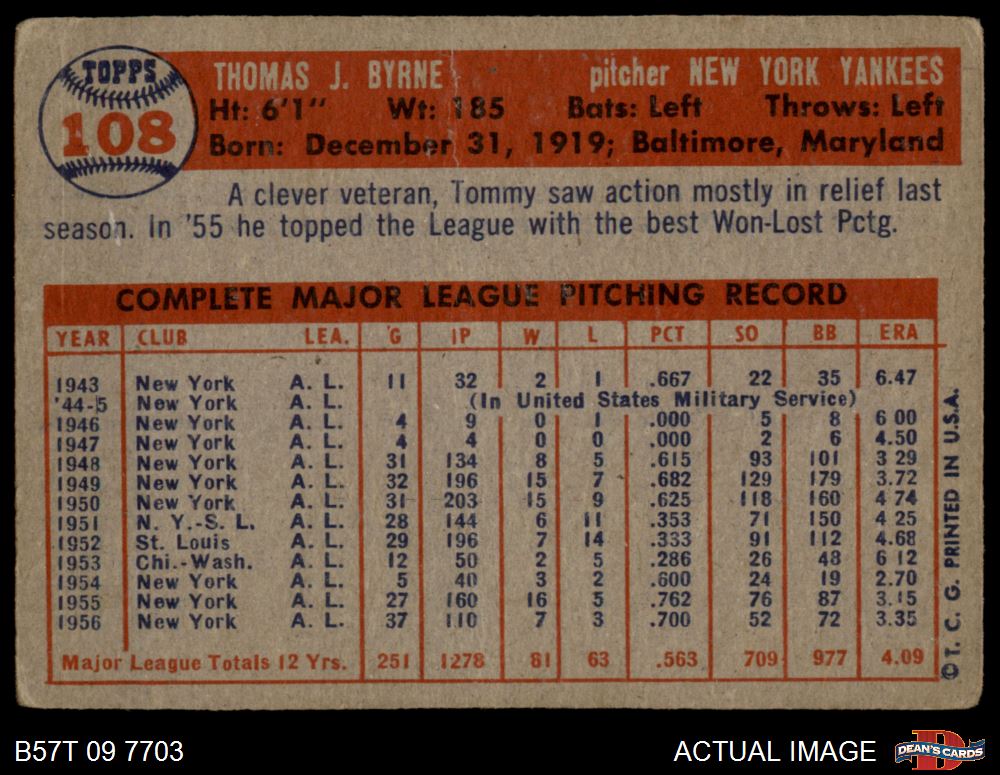 TOPPS
108
THOMAS J. BYRNE pitcher NEW YORK YANKEES
Ht: 6'1" Wt: 185 Bats: Left Throws: Left
Born: December 31, 1919; Baltimore, Maryland
A clever veteran, Tommy saw action mostly in relief last
season. In '55 he topped the League with the best Won-Lost Pctg.
COMPLETE MAJOR LEAGUE PITCHING RECORD
YEAR CLUB LEA. G IP W L PCT SO BB ERA
1943 New York A. L. 11 32 2 1 .667 22 35 6.47
'44-5 New York A. L. (In United States Military Service)
1946 New York A. L. 4 9 0 1 .000 5 8 6 00
1947 New York A. L. 4 4 0 0 .000 2 6 4.50
1948 New York A. L. 31 134 8 5 .615 93 101 3 29
1949 New York A. L. 32 196 15 7 .682 129 179 3.72
1950 New York A. L. 31 203 15 9 .625 118 160 4 74
1951 N. Y.-S. L. A. L. 28 144 6 11 .353 71 150 4 25
1952 St. Louis A. L. 29 196 7 14 .333 91 112 4.68
1953 Chi.-Wash. A. L. 12 50 2 5 .286 26 48 6 12
1954 New York A. L. 5 40 3 2 .600 24 19 2.70
1955 New York A. L. 27 160 16 5 .762 76 87 3.15
1956 New York A. L. 37 110 7 3 .700 52 72 3.35
Major League Totals 12 Yrs. 251 1278 81 63 .563 709 977 4.09
© T. C. G. PRINTED IN U.S.A.
B57T 09 7703
ACTUAL IMAGE
D
DEAN'S CARDS